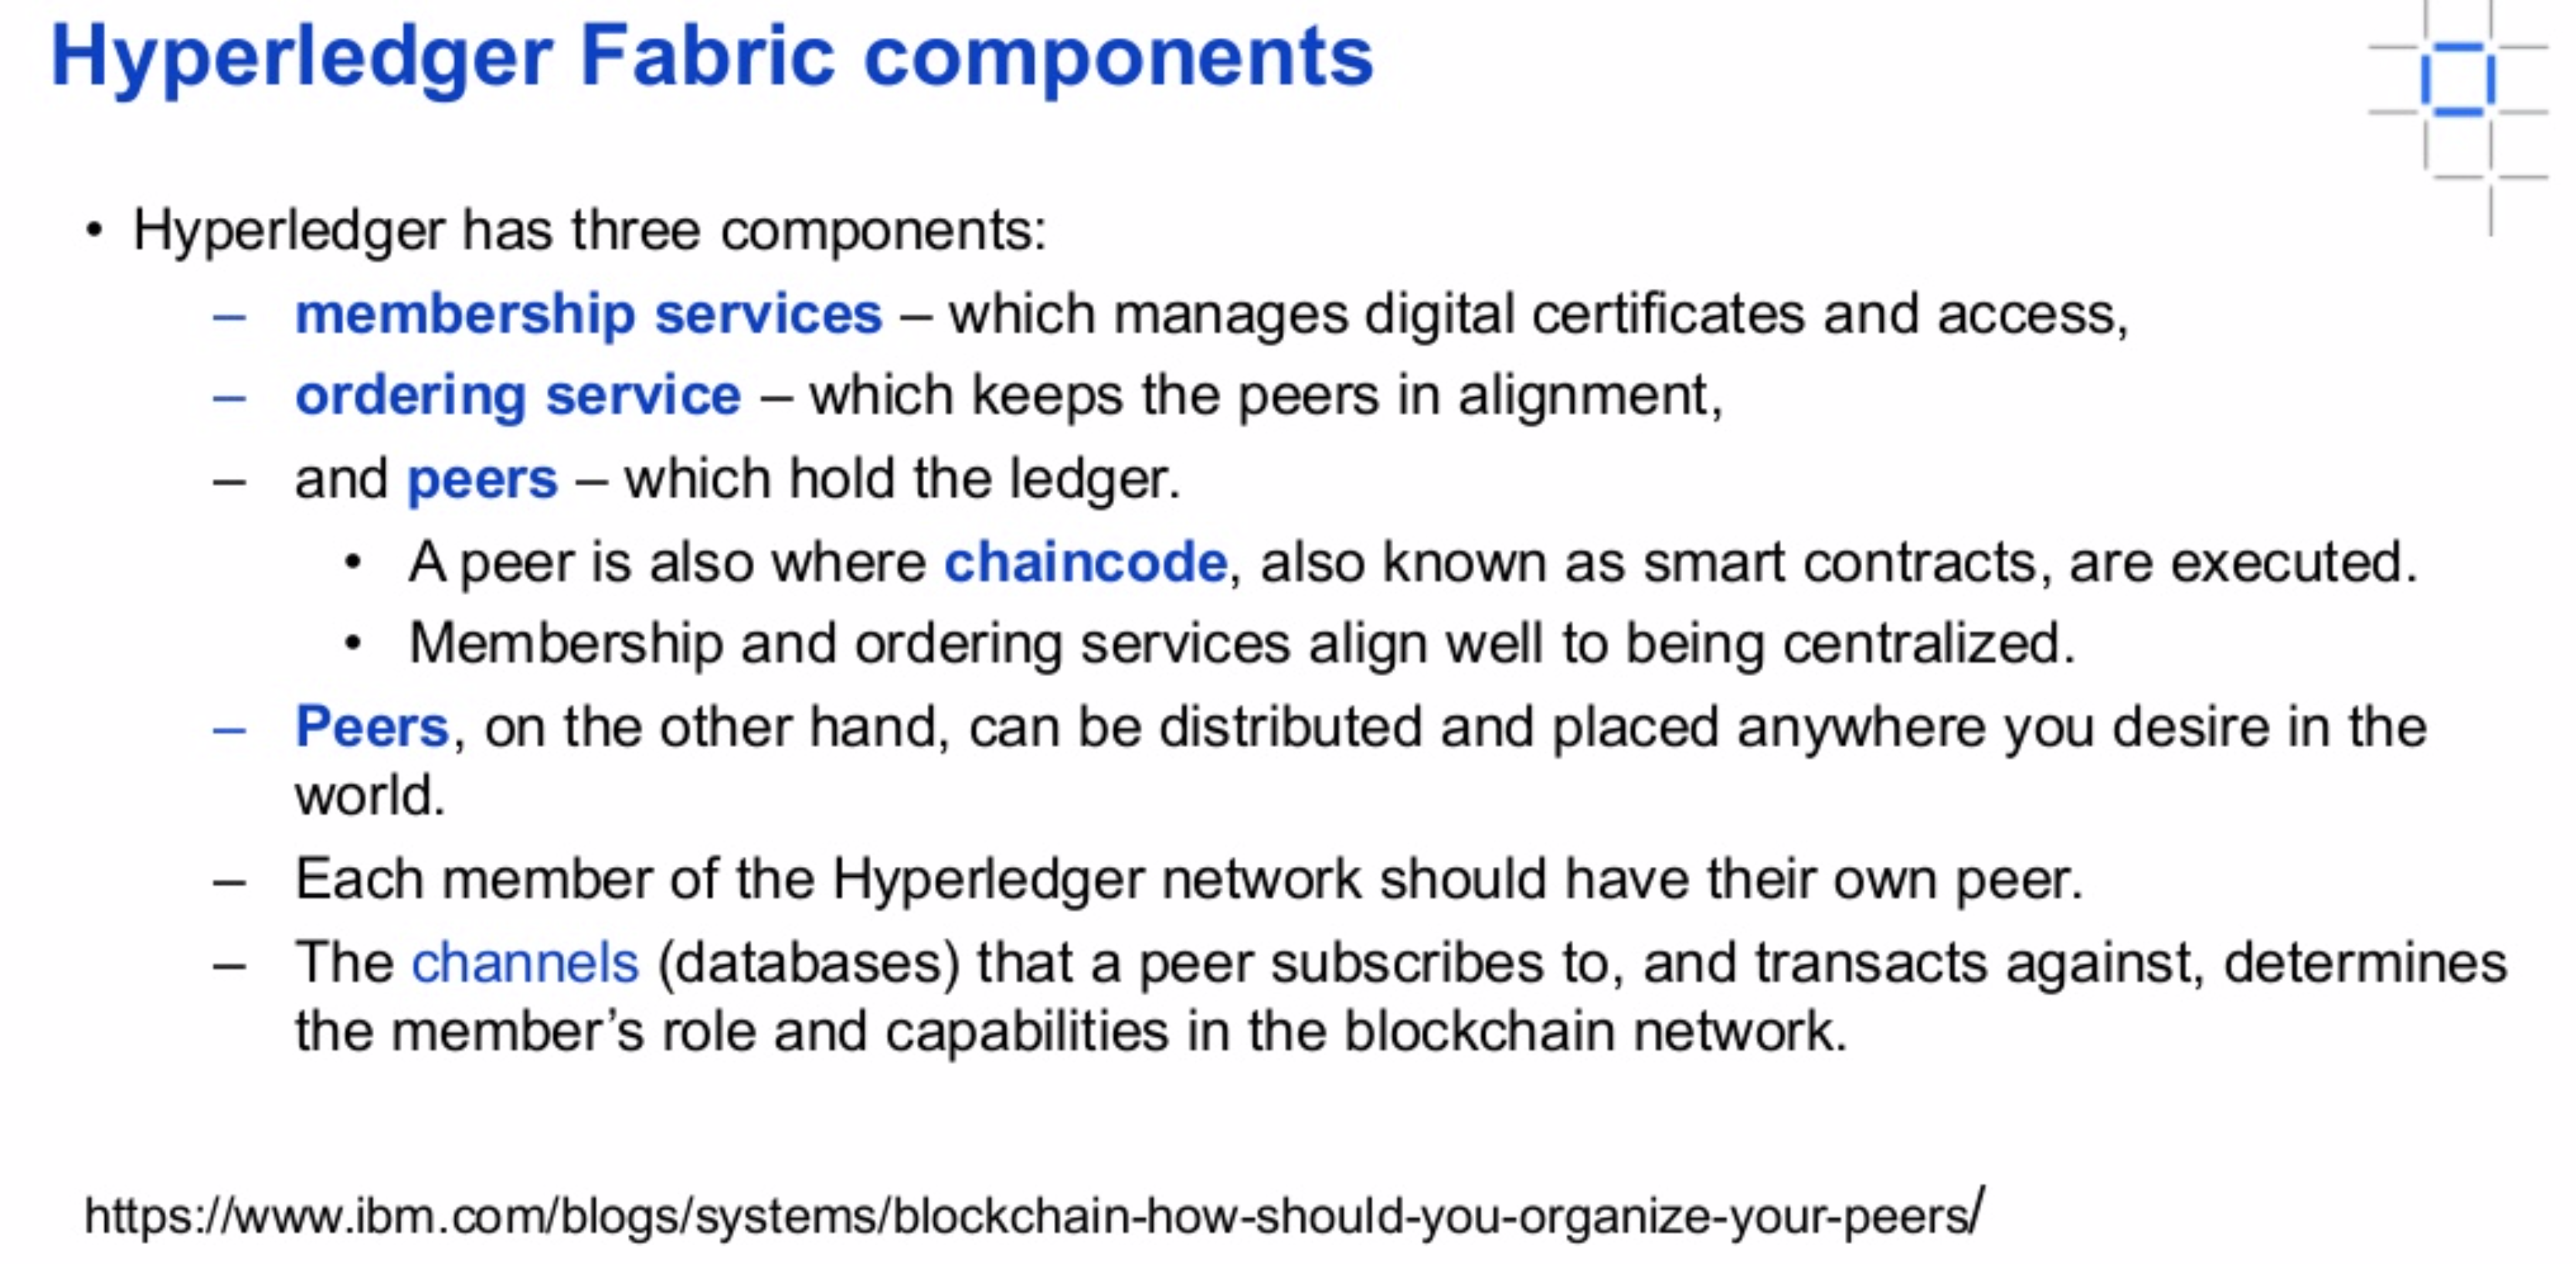 Hyperledger Fabric components
• Hyperledger has three components:
– membership services – which manages digital certificates and access,
– ordering service – which keeps the peers in alignment,
– and peers – which hold the ledger.
• A peer is also where chaincode, also known as smart contracts, are executed.
• Membership and ordering services align well to being centralized.
– Peers, on the other hand, can be distributed and placed anywhere you desire in the
world.
– Each member of the Hyperledger network should have their own peer.
– The channels (databases) that a peer subscribes to, and transacts against, determines
the member’s role and capabilities in the blockchain network.
https://www.ibm.com/blogs/systems/blockchain-how-should-you-organize-your-peers/